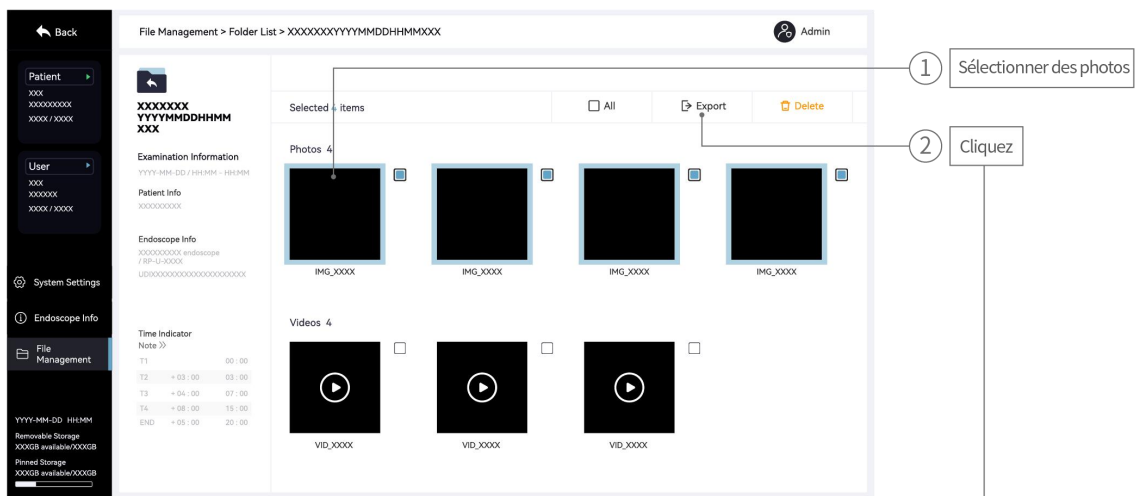 Back
File Management > Folder List > XXXXXXXYYYYMMDDHHMMXXX
Admin
Patient
XXX
XXXXXXXXX
XXXX / XXXX
User
XXX
XXXXXX
XXXX / XXXX
System Settings
Endoscope Info
File
Management
YYYY-MM-DD HH:MM
Removable Storage
XXXGB available/XXXGB
Pinned Storage
XXXGB available/XXXGB
XXXXXXX
YYYYMMDDHHMM
XXX
Examination Information
YYYY-MM-DD / HH:MM - HH:MM
Patient Info
XXXXXXXXX
Endoscope Info
XXXXXXXXX endoscope
/ RP-U-XXXX
UDIXXXXXXXXXXXXXXXXXXXX
Time Indicator
Note
T1 00 : 00
T2 + 03 : 00 03 : 00
T3 + 04 : 00 07 : 00
T4 + 08 : 00 15 : 00
END + 05 : 00 20 : 00
Selected 4 items
All
Export
Delete
Photos 4
IMG_XXXX
IMG_XXXX
IMG_XXXX
IMG_XXXX
Videos 4
VID_XXXX
VID_XXXX
VID_XXXX
1 Sélectionner des photos
2 Cliquez